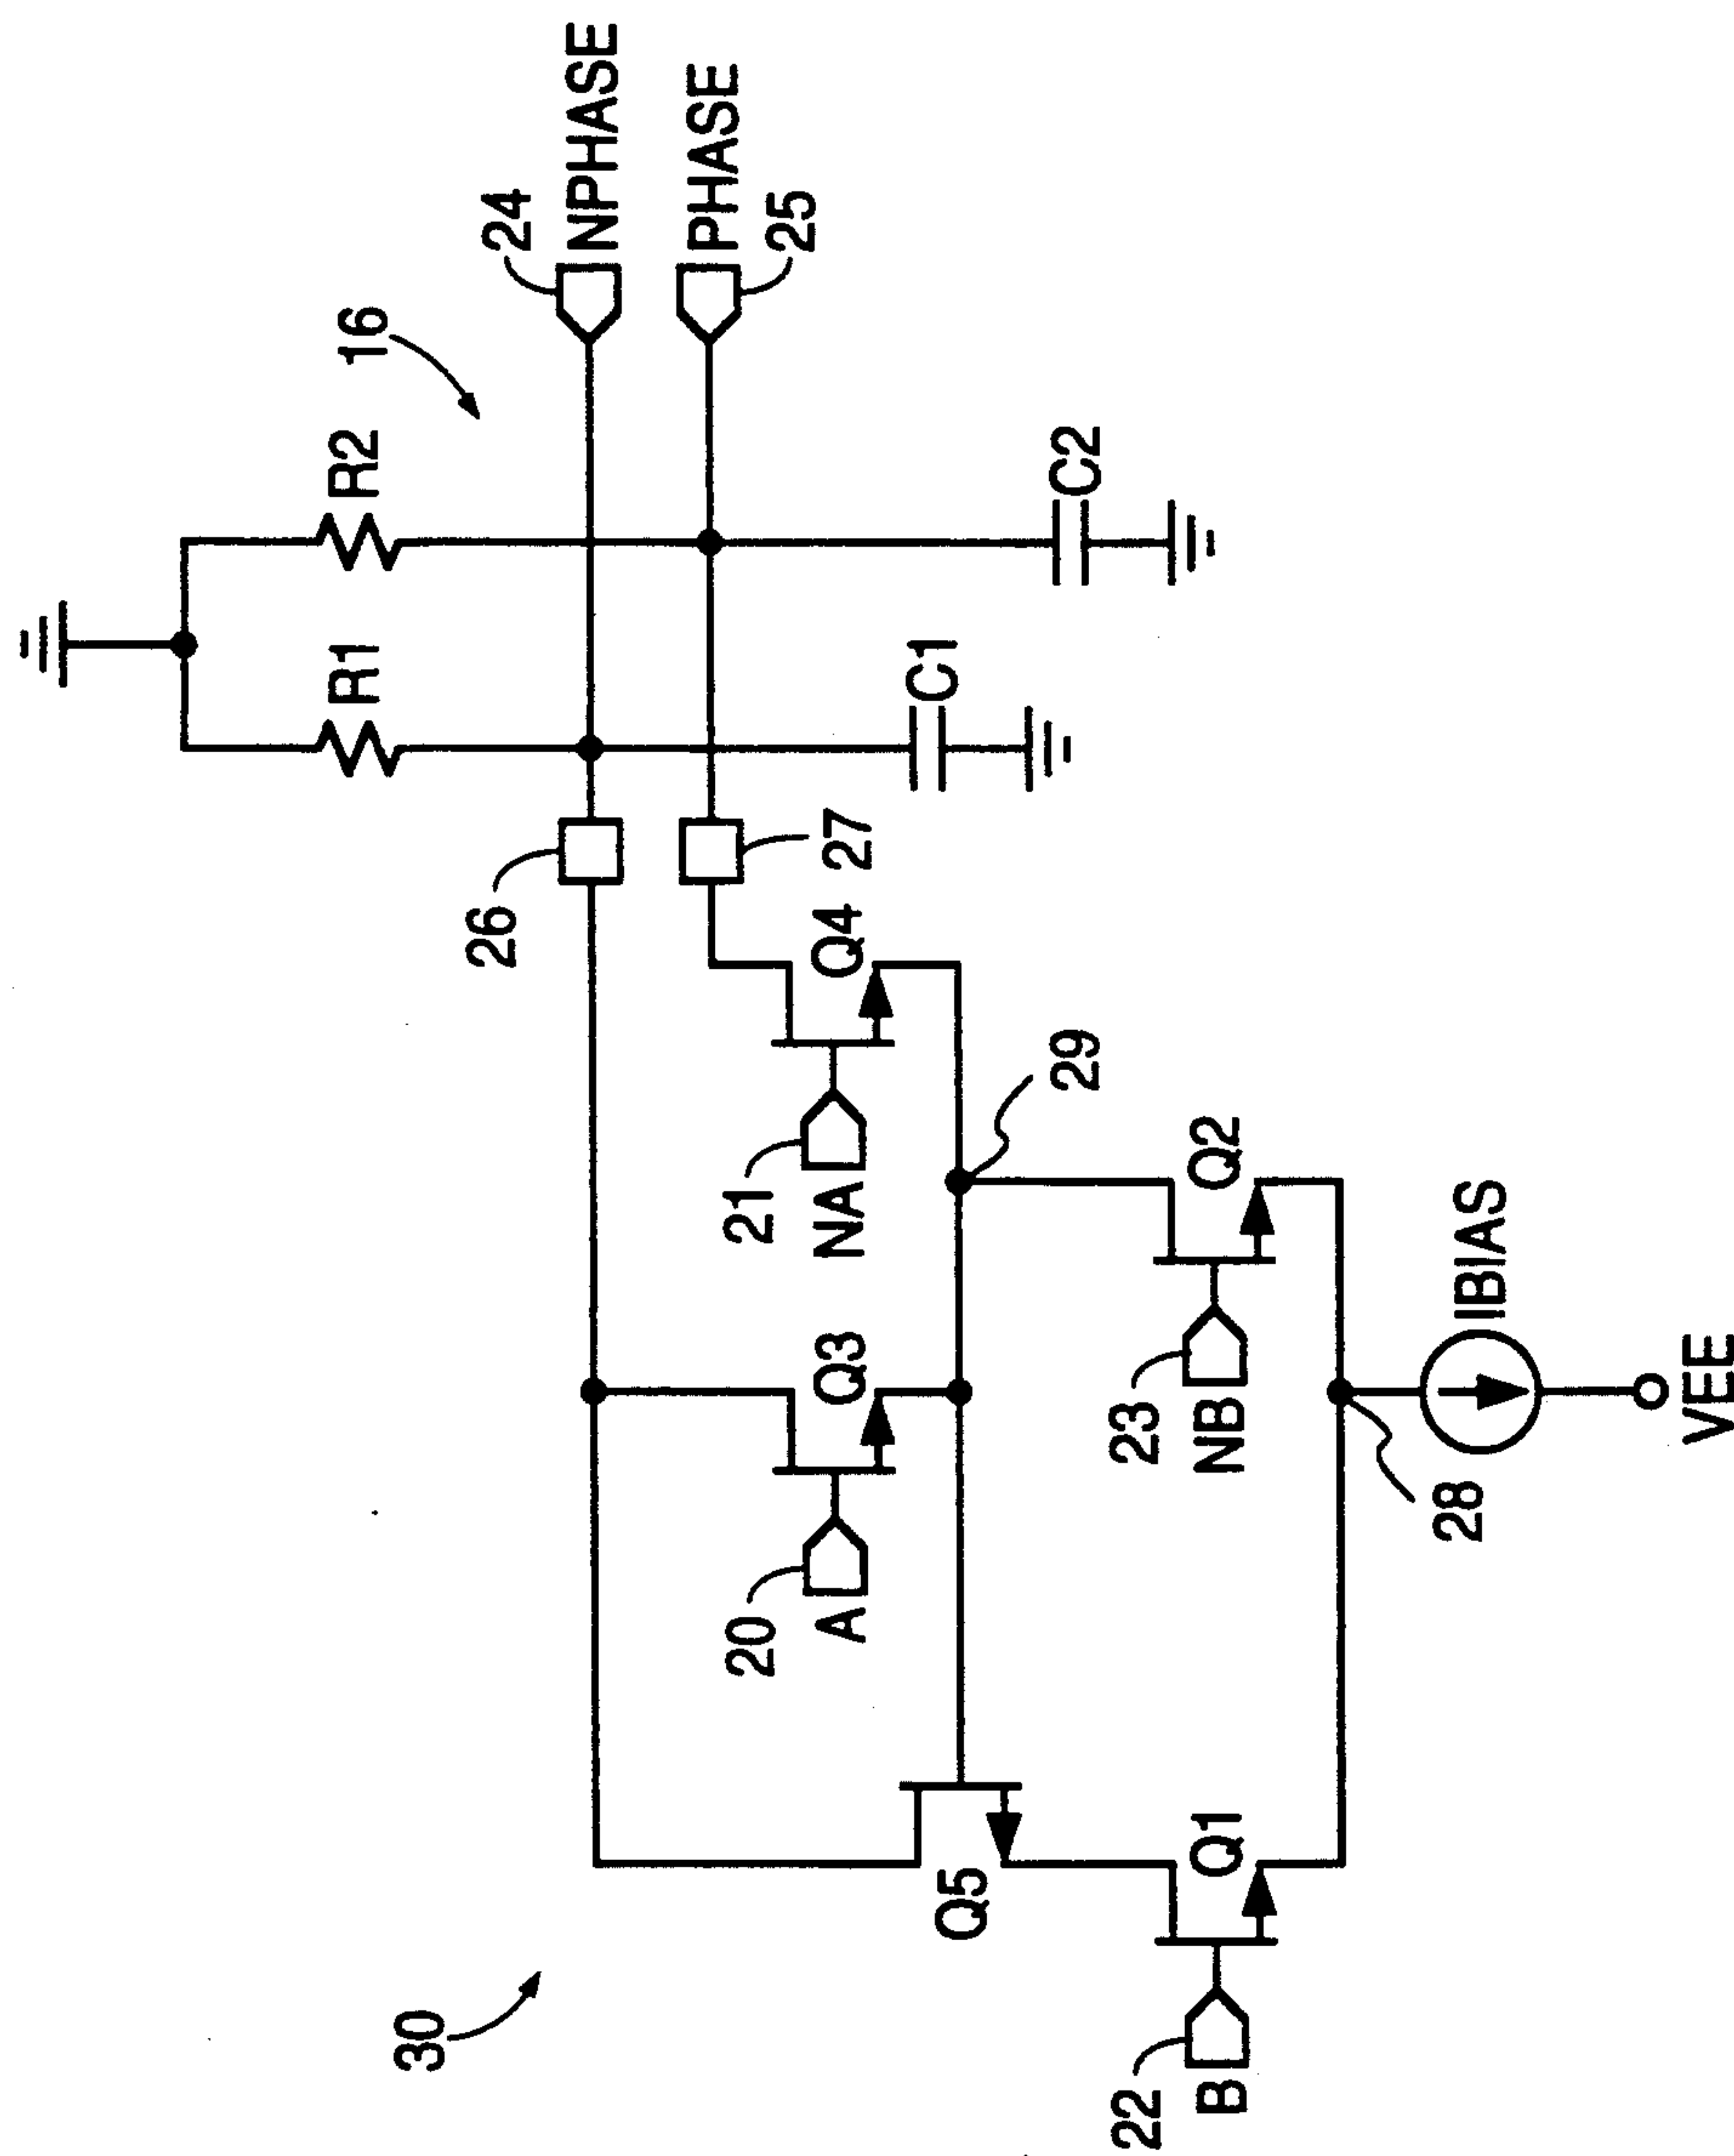 30
16
R1
R2
24
NPHASE
PHASE
25
26
27
C1
C2
20
A
Q3
21
NA
Q4
29
Q5
22
B
Q1
23
NB
Q2
28
IBIAS
VEE